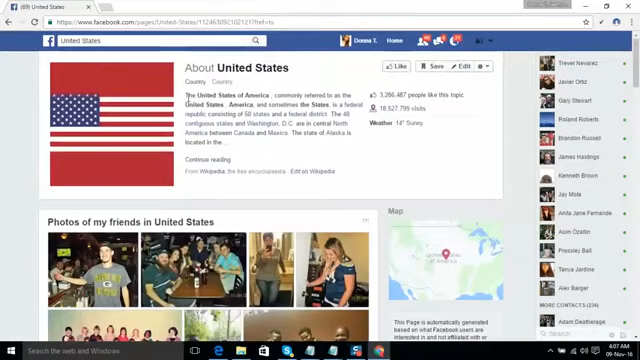 (69) United States
https://www.facebook.com/pages/United-States/112463092102121?fref=ts
United States
Donna T.
Home
About United States
Country Country
The United States of America , commonly referred to as the
United States , America, and sometimes the States, is a federal
republic consisting of 50 states and a federal district. The 48
contiguous states and Washington, D.C. are in central North
America between Canada and Mexico. The state of Alaska is
located in the ...
Continue reading
From Wikipedia, the free encyclopaedia Edit on Wikipedia
Like
Save
Edit
3,286,487 people like this topic
18,527,799 visits
Weather 14° Sunny
Photos of my friends in United States
Map
United States
of America
This Page is automatically
generated based on what
Facebook users are
interested in and not affiliated
Trever Nevarez
Javier Ortiz
Gary Stewart
Roland Roberts
Brandon Russell
James Hastings
Kenneth Brown
Jay Mota
Anita Jane Fernande
Asim Ozatin
Pressley Ball
Tanya Jardine
Alex Barger
MORE CONTACTS (234)
Adam Deatherage
Search
Search the web and Windows
4:07 AM
09-Nov-16